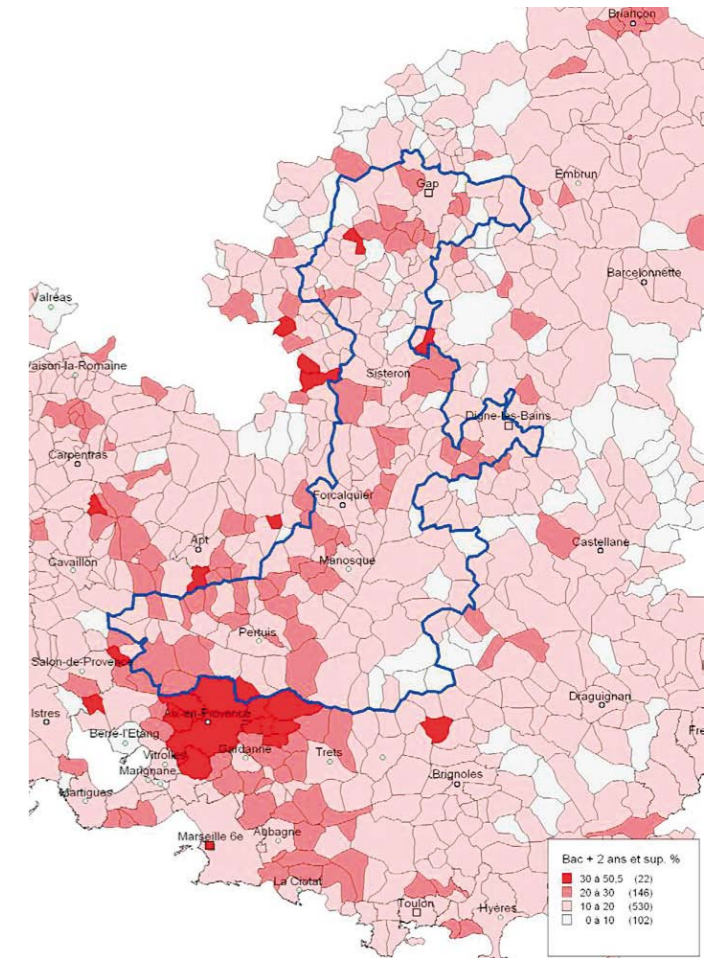 Briançon
Gap
Embrun
Barcelonnette
Valréas
Vaison-la-Romaine
Sisteron
Digne-les-Bains
Carpentras
Forcalquier
Apt
Castellane
Cavaillon
Manosque
Pertuis
Salon-de-Provence
Draguignan
Istres
Aix-en-Provence
Fre
Berre-l'Etang
Vitrolles
Gardanne
Trets
Marignane
Brignoles
Martigues
Marseille 6e
Aubagne
La Ciotat
Toulon
Hyères
Bac + 2 ans et sup. %
30 à 50,5 (22)
20 à 30 (146)
10 à 20 (530)
0 à 10 (102)